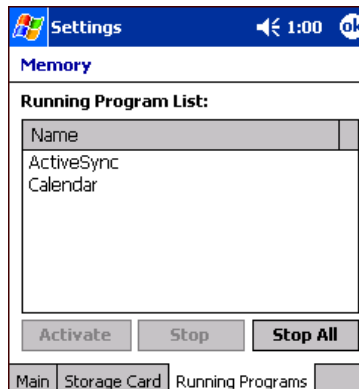 Settings 1:00 ok
Memory
Running Program List:
Name
ActiveSync
Calendar
Activate Stop Stop All
Main Storage Card Running Programs